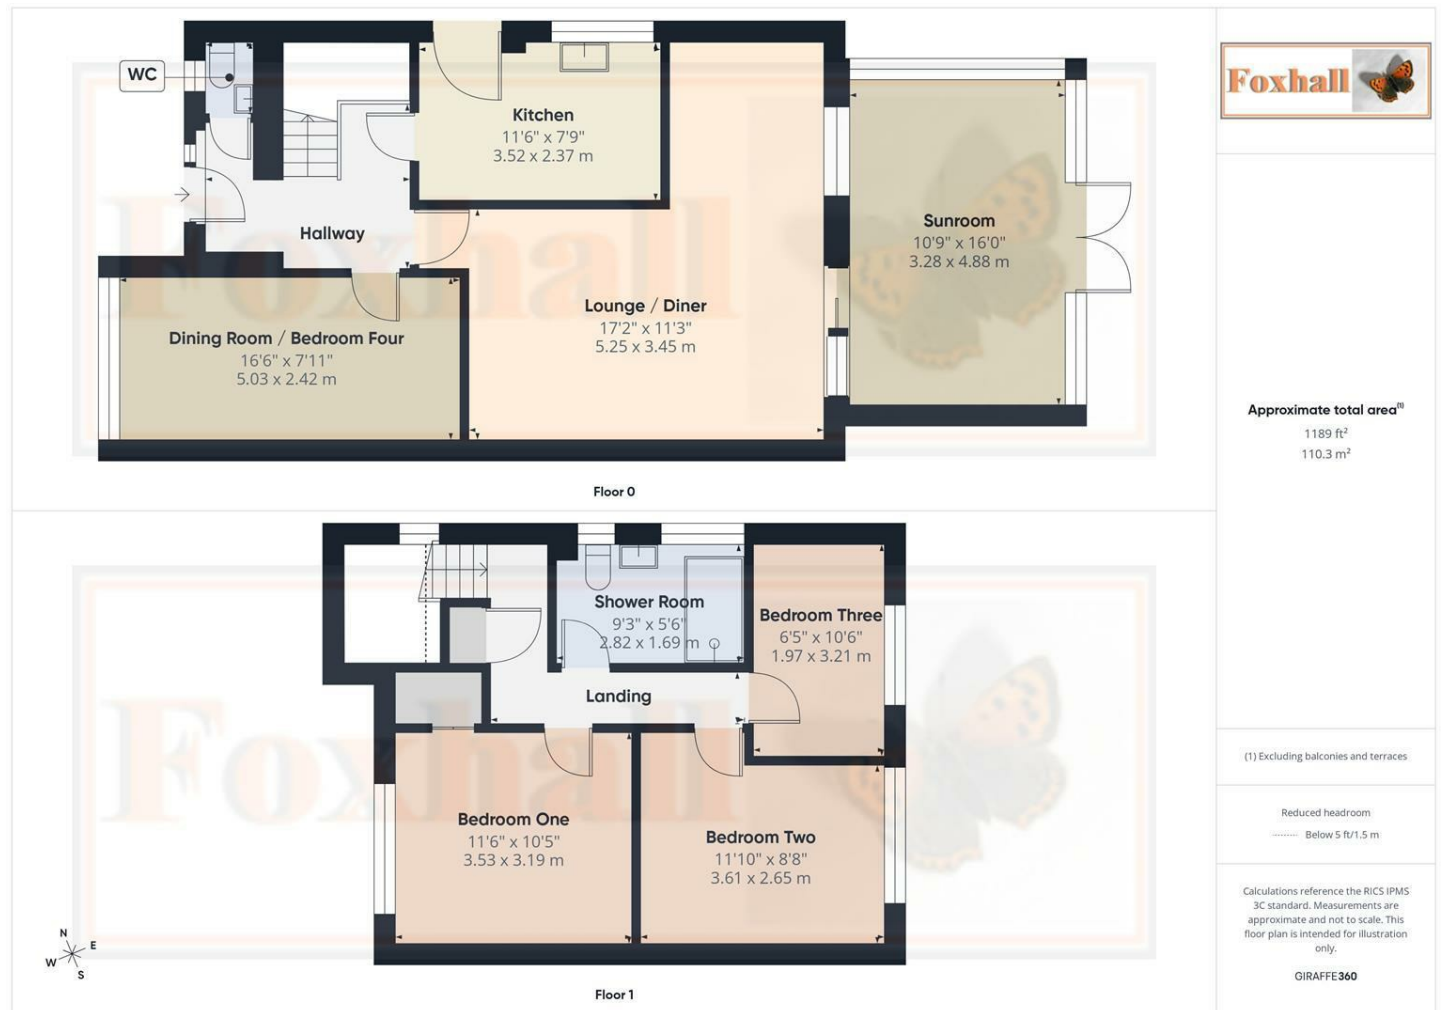 WC
Kitchen
11'6" x 7'9"
3.52 x 2.37 m
Hallway
Sunroom
10'9" x 16'0"
3.28 x 4.88 m
Lounge / Diner
17'2" x 11'3"
5.25 x 3.45 m
Dining Room / Bedroom Four
16'6" x 7'11"
5.03 x 2.42 m
Foxhall
Floor 0
Shower Room
9'3" x 5'6"
2.82 x 1.69 m
Bedroom Three
6'5" x 10'6"
1.97 x 3.21 m
Landing
Bedroom One
11'6" x 10'5"
3.53 x 3.19 m
Bedroom Two
11'10" x 8'8"
3.61 x 2.65 m
Foxhall
N
E
W
S
Floor 1
Foxhall
Approximate total area(1)
1189 ft²
110.3 m²
(1) Excluding balconies and terraces
Reduced headroom
Below 5 ft/1.5 m
Calculations reference the RICS IPMS
3C standard. Measurements are
approximate and not to scale. This
floor plan is intended for illustration
only.
GIRAFFE360